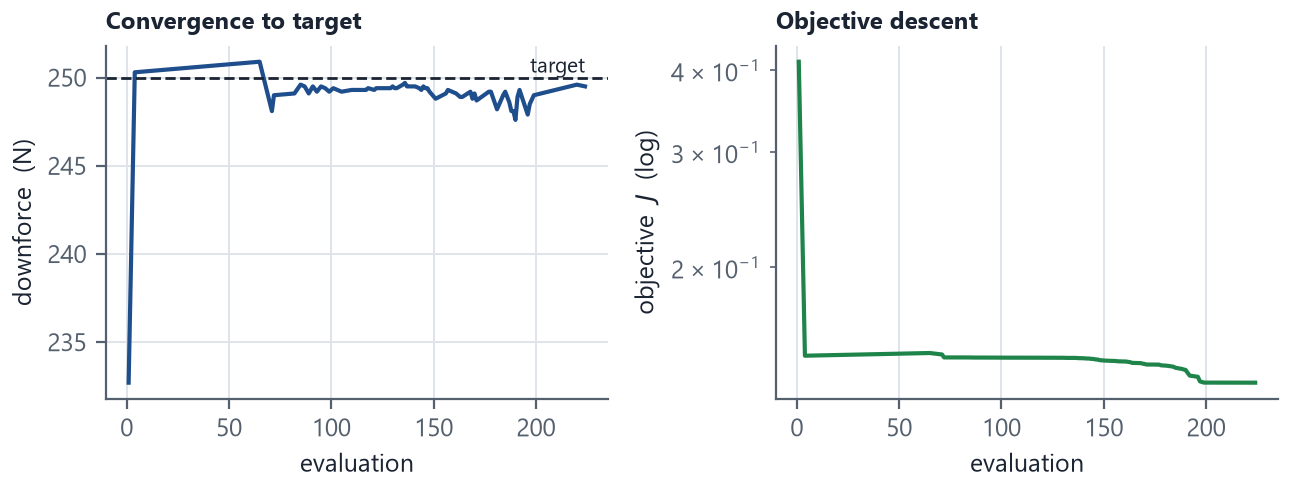 Convergence to target
250
245
240
235
downforce (N)
target
0 50 100 150 200
evaluation
Objective descent
4 × 10⁻¹
3 × 10⁻¹
2 × 10⁻¹
objective J (log)
0 50 100 150 200
evaluation